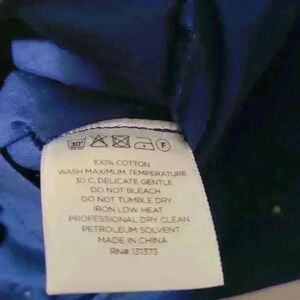 30°
F
100% COTTON
WASH MAXIMUM TEMPERATURE
30 C, DELICATE GENTLE
DO NOT BLEACH
DO NOT TUMBLE DRY
IRON LOW HEAT
PROFESSIONAL DRY CLEAN
PETROLEUM SOLVENT
MADE IN CHINA
RN# 131373